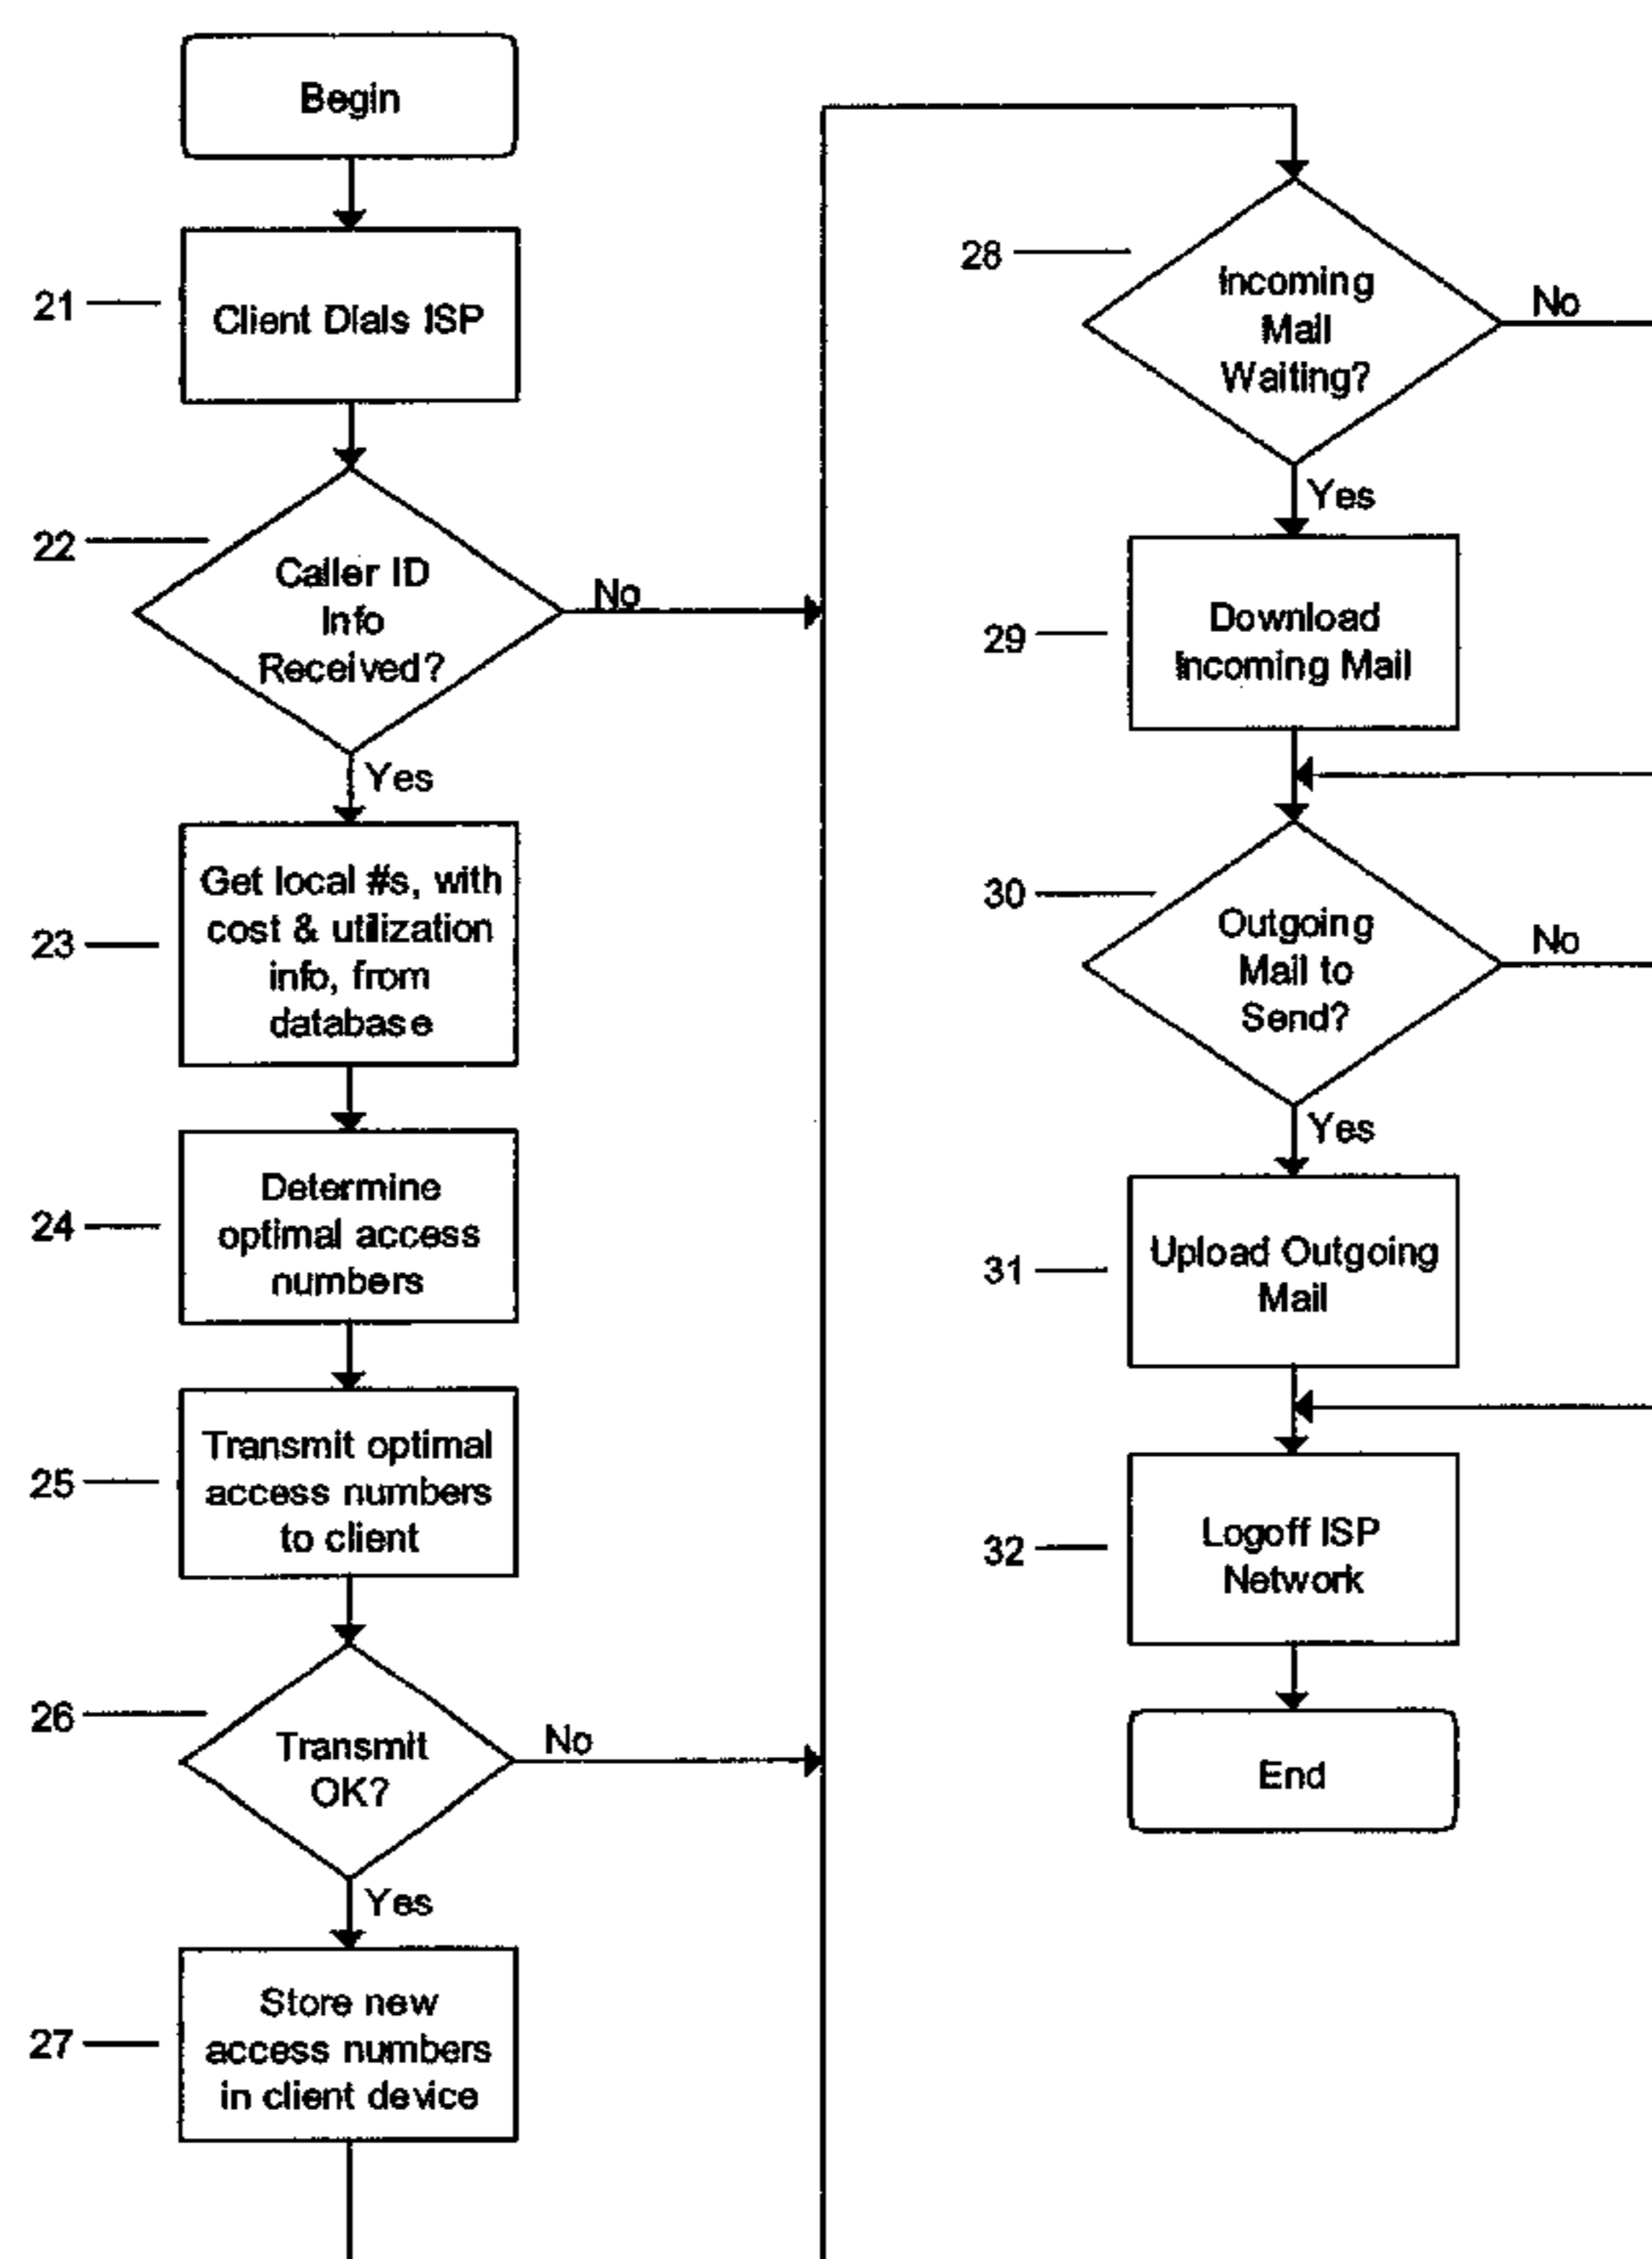 Begin
21
Client Dials ISP
22
Caller ID
Info
Received?
No
Yes
23
Get local #s, with
cost & utilization
info, from
database
24
Determine
optimal access
numbers
25
Transmit optimal
access numbers
to client
26
Transmit
OK?
No
Yes
27
Store new
access numbers
in client device
28
Incoming
Mail
Waiting?
No
Yes
29
Download
Incoming Mail
30
Outgoing
Mail to
Send?
No
Yes
31
Upload Outgoing
Mail
32
Logoff ISP
Network
End